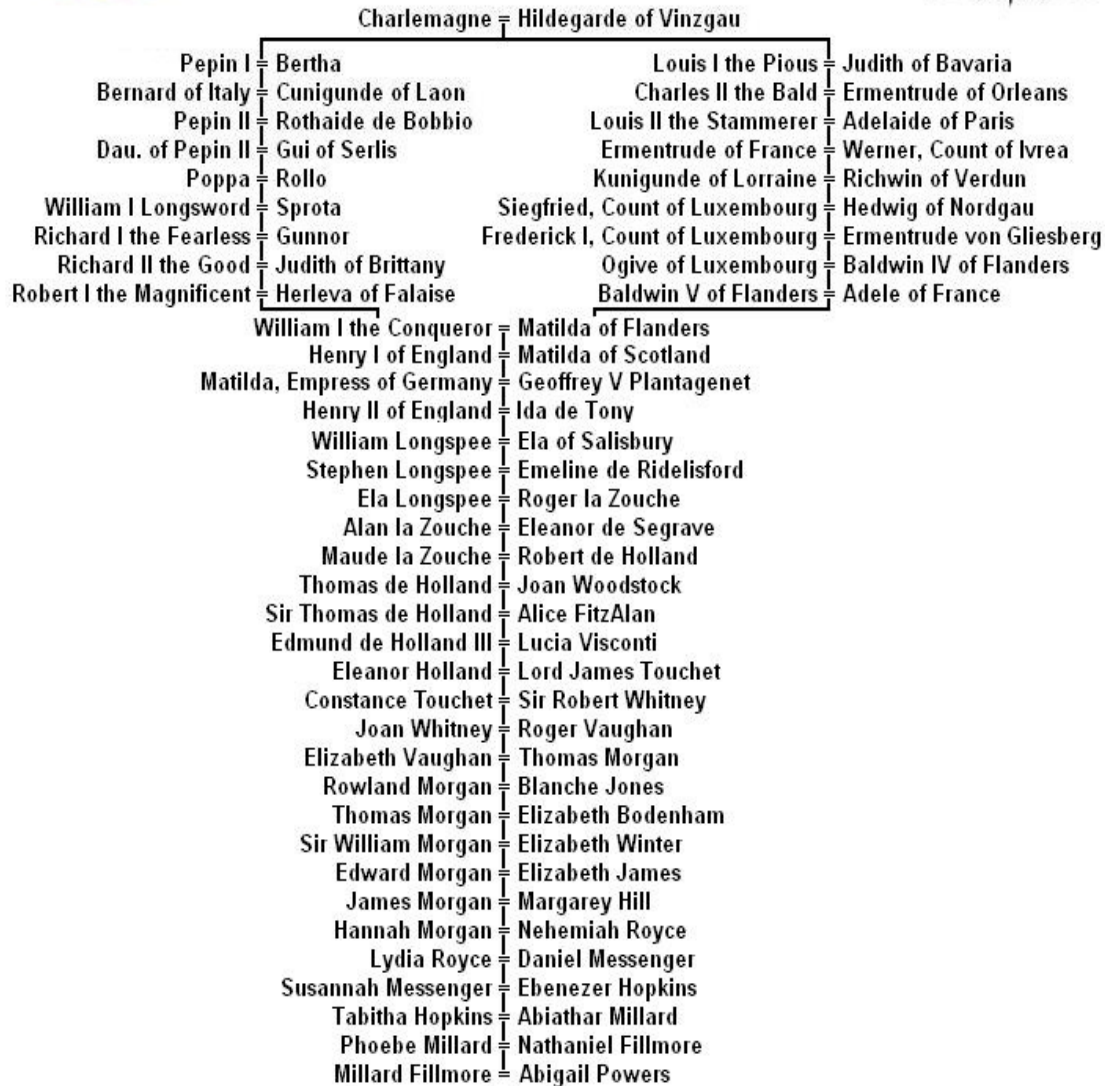 Charlemagne = Hildegarde of Vinzgau
Pepin I = Bertha
Bernard of Italy = Cunigunde of Laon
Pepin II = Rothaide de Bobbio
Dau. of Pepin II = Gui of Serlis
Poppa = Rollo
William I Longsword = Sprota
Richard I the Fearless = Gunnor
Richard II the Good = Judith of Brittany
Robert I the Magnificent = Herleva of Falaise
Louis I the Pious = Judith of Bavaria
Charles II the Bald = Ermentrude of Orleans
Louis II the Stammerer = Adelaide of Paris
Ermentrude of France = Werner, Count of Ivrea
Kunigunde of Lorraine = Richwin of Verdun
Siegfried, Count of Luxembourg = Hedwig of Nordgau
Frederick I, Count of Luxembourg = Ermentrude von Gliesberg
Ogive of Luxembourg = Baldwin IV of Flanders
Baldwin V of Flanders = Adele of France
William I the Conqueror = Matilda of Flanders
Henry I of England = Matilda of Scotland
Matilda, Empress of Germany = Geoffrey V Plantagenet
Henry II of England = Ida de Tony
William Longspee = Ela of Salisbury
Stephen Longspee = Emeline de Ridelisford
Ela Longspee = Roger la Zouche
Alan la Zouche = Eleanor de Segrave
Maude la Zouche = Robert de Holland
Thomas de Holland = Joan Woodstock
Sir Thomas de Holland = Alice FitzAlan
Edmund de Holland III = Lucia Visconti
Eleanor Holland = Lord James Touchet
Constance Touchet = Sir Robert Whitney
Joan Whitney = Roger Vaughan
Elizabeth Vaughan = Thomas Morgan
Rowland Morgan = Blanche Jones
Thomas Morgan = Elizabeth Bodenham
Sir William Morgan = Elizabeth Winter
Edward Morgan = Elizabeth James
James Morgan = Margarey Hill
Hannah Morgan = Nehemiah Royce
Lydia Royce = Daniel Messenger
Susannah Messenger = Ebenezer Hopkins
Tabitha Hopkins = Abiathar Millard
Phoebe Millard = Nathaniel Fillmore
Millard Fillmore = Abigail Powers